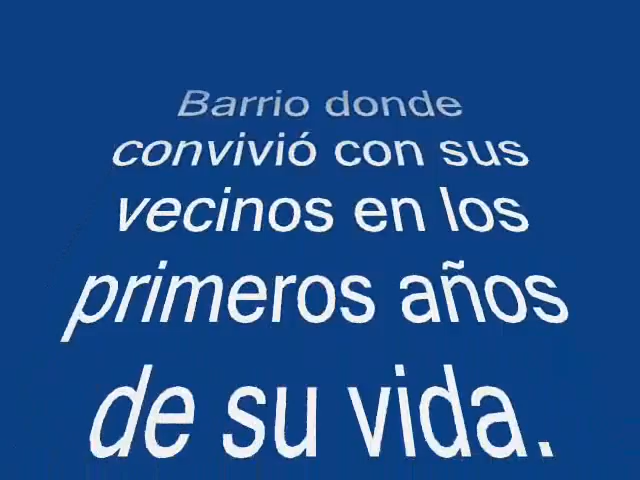 Barrio donde
convivió con sus
vecinos en los
primeros años
de su vida.